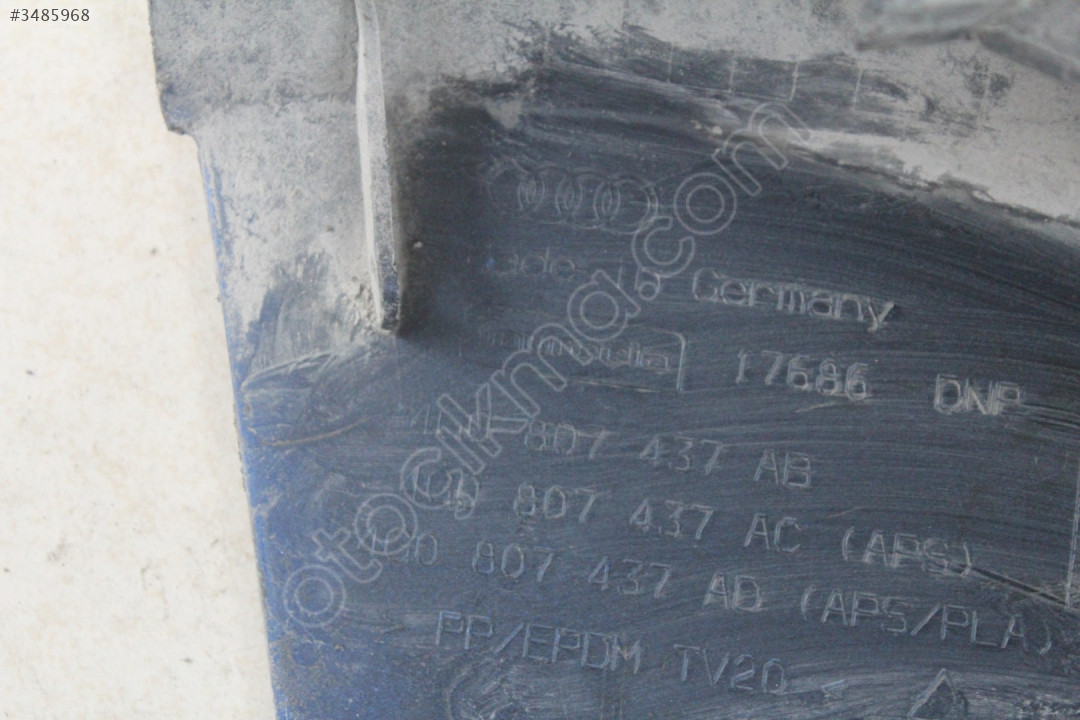 #3485968
Germany
17686 DNP
807 437 AB
807 437 AC (APS)
807 437 AD (APS/PLA)
PP/EPDM TV20
otocikma.com